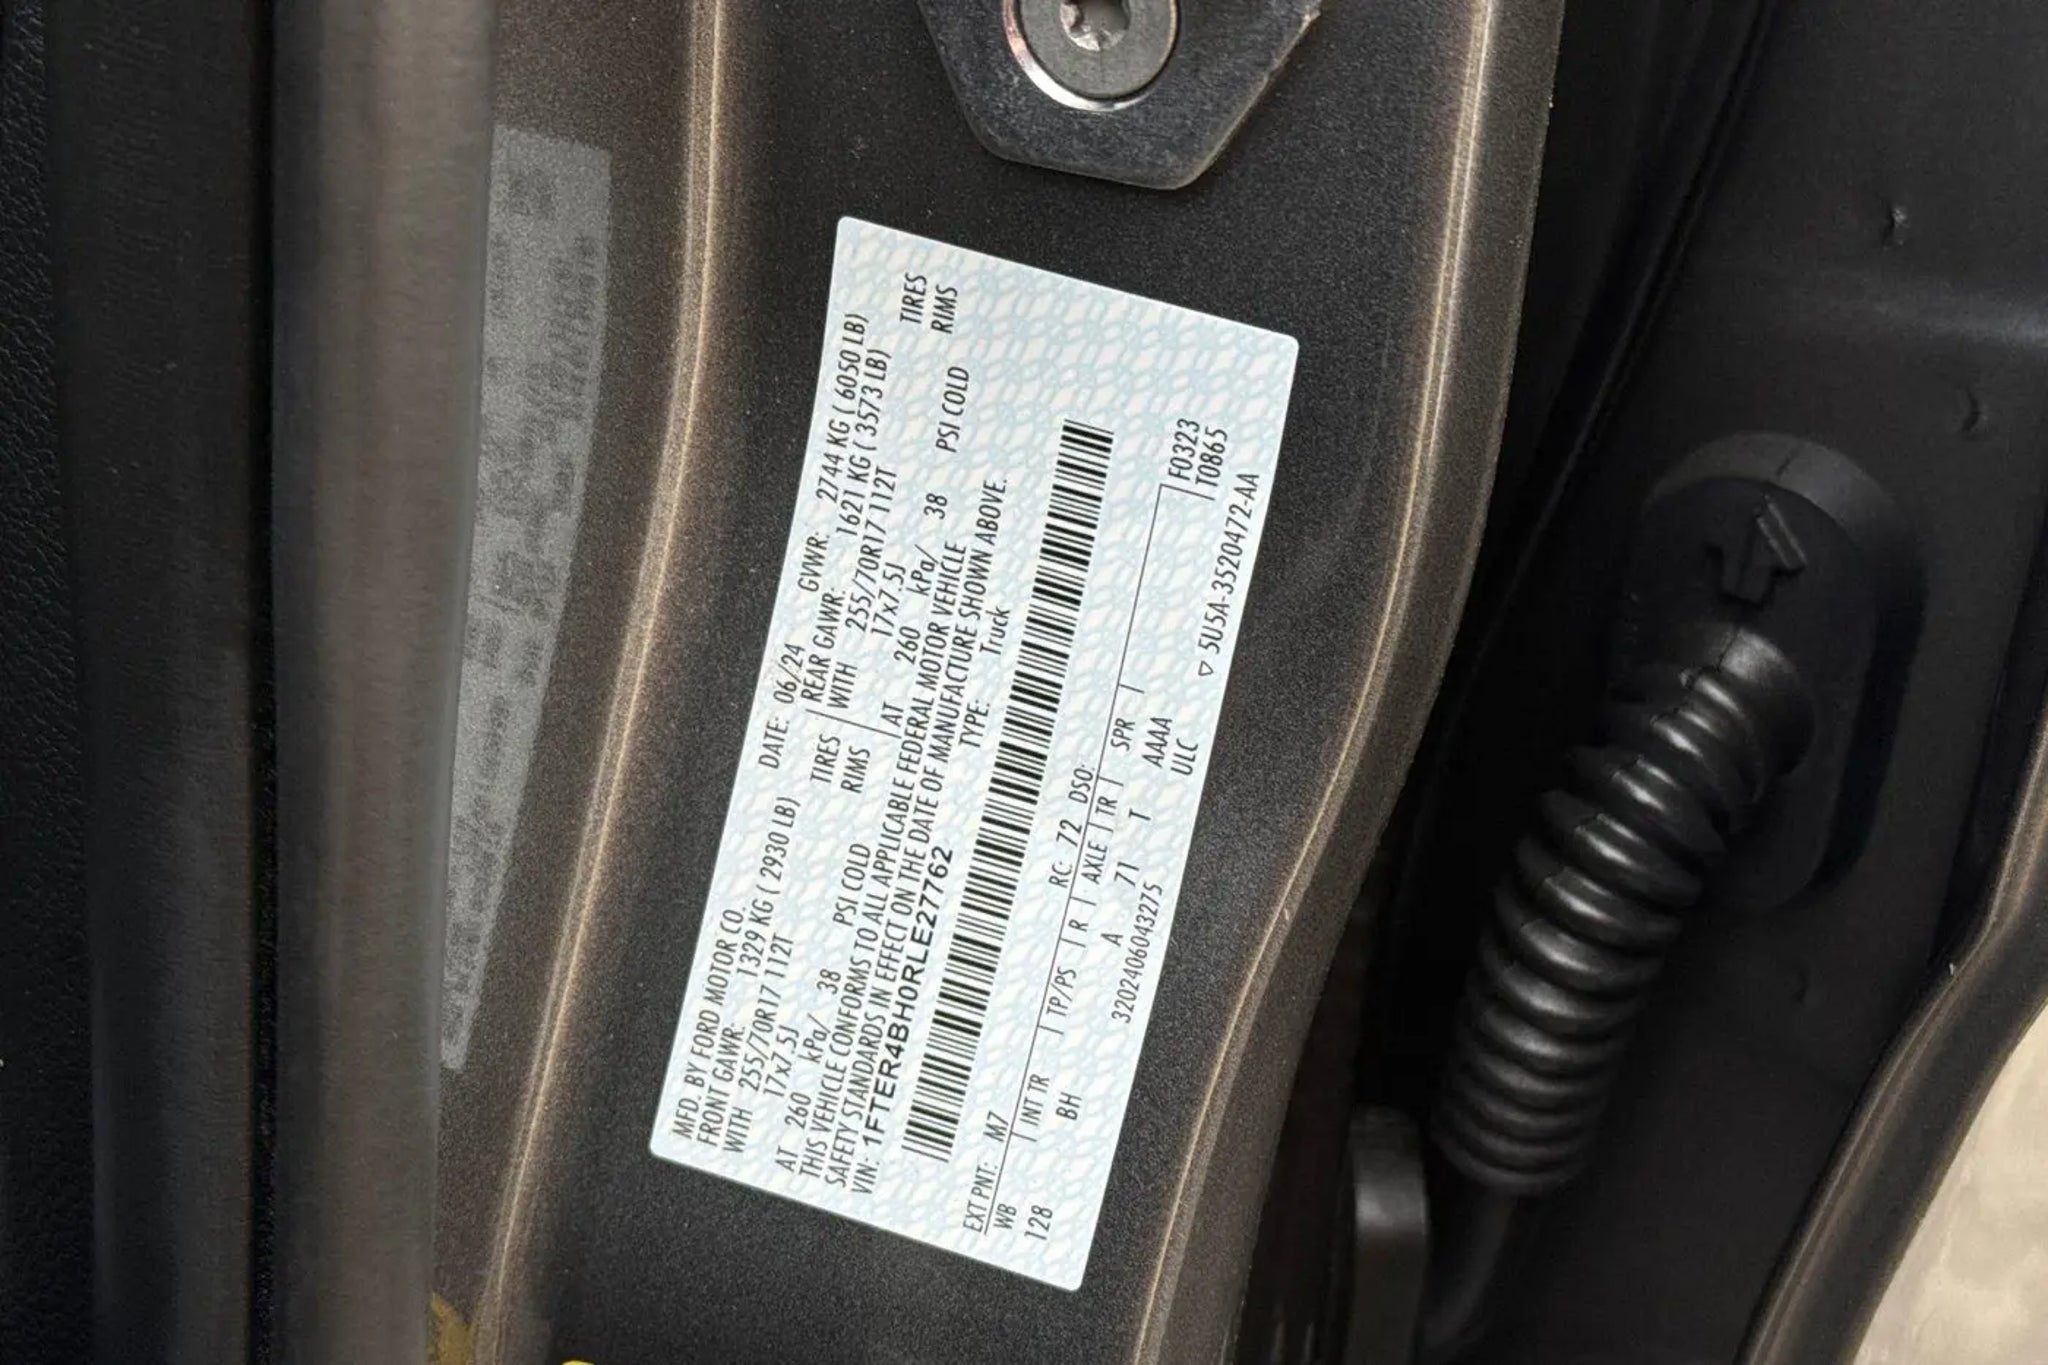 MFD. BY FORD MOTOR CO.
DATE: 06/24 GVWR: 2744 KG ( 6050 LB)
FRONT GAWR: 1329 KG ( 2930 LB) REAR GAWR: 1621 KG ( 3573 LB)
WITH 255/70R17 112T TIRES WITH 255/70R17 112T TIRES
17x7.5J RIMS 17x7.5J RIMS
AT 260 kPa/ 38 PSI COLD AT 260 kPa/ 38 PSI COLD
THIS VEHICLE CONFORMS TO ALL APPLICABLE FEDERAL MOTOR VEHICLE
SAFETY STANDARDS IN EFFECT ON THE DATE OF MANUFACTURE SHOWN ABOVE.
VIN: 1FTER4BH0RLE27762 TYPE: Truck
EXT PNT: M7 RC: 72 DSO: F0323
WB INT TR TP/PS R AXLE TR SPR T0865
128 BH A 71 T AAAA
3202406043275 ULC ▽ 5U5A-3520472-AA